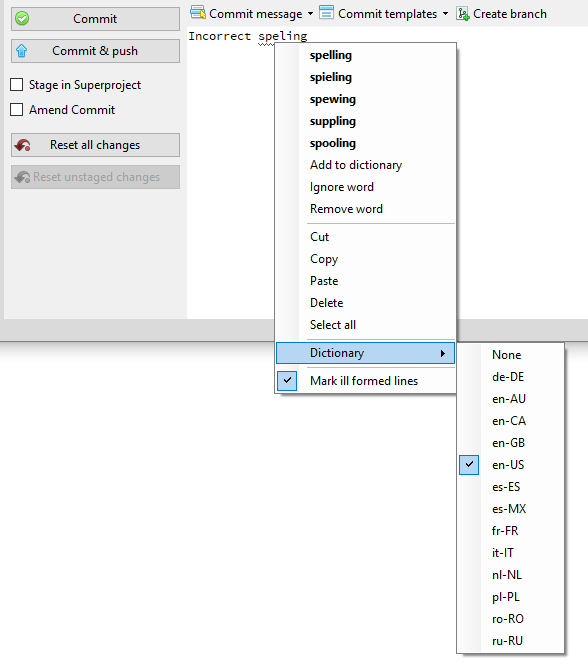 Commit
Commit & push
Stage in Superproject
Amend Commit
Reset all changes
Reset unstaged changes
Commit message
Commit templates
Create branch
Incorrect speling
spelling
spieling
spewing
suppling
spooling
Add to dictionary
Ignore word
Remove word
Cut
Copy
Paste
Delete
Select all
Dictionary
Mark ill formed lines
None
de-DE
en-AU
en-CA
en-GB
en-US
es-ES
es-MX
fr-FR
it-IT
nl-NL
pl-PL
ro-RO
ru-RU